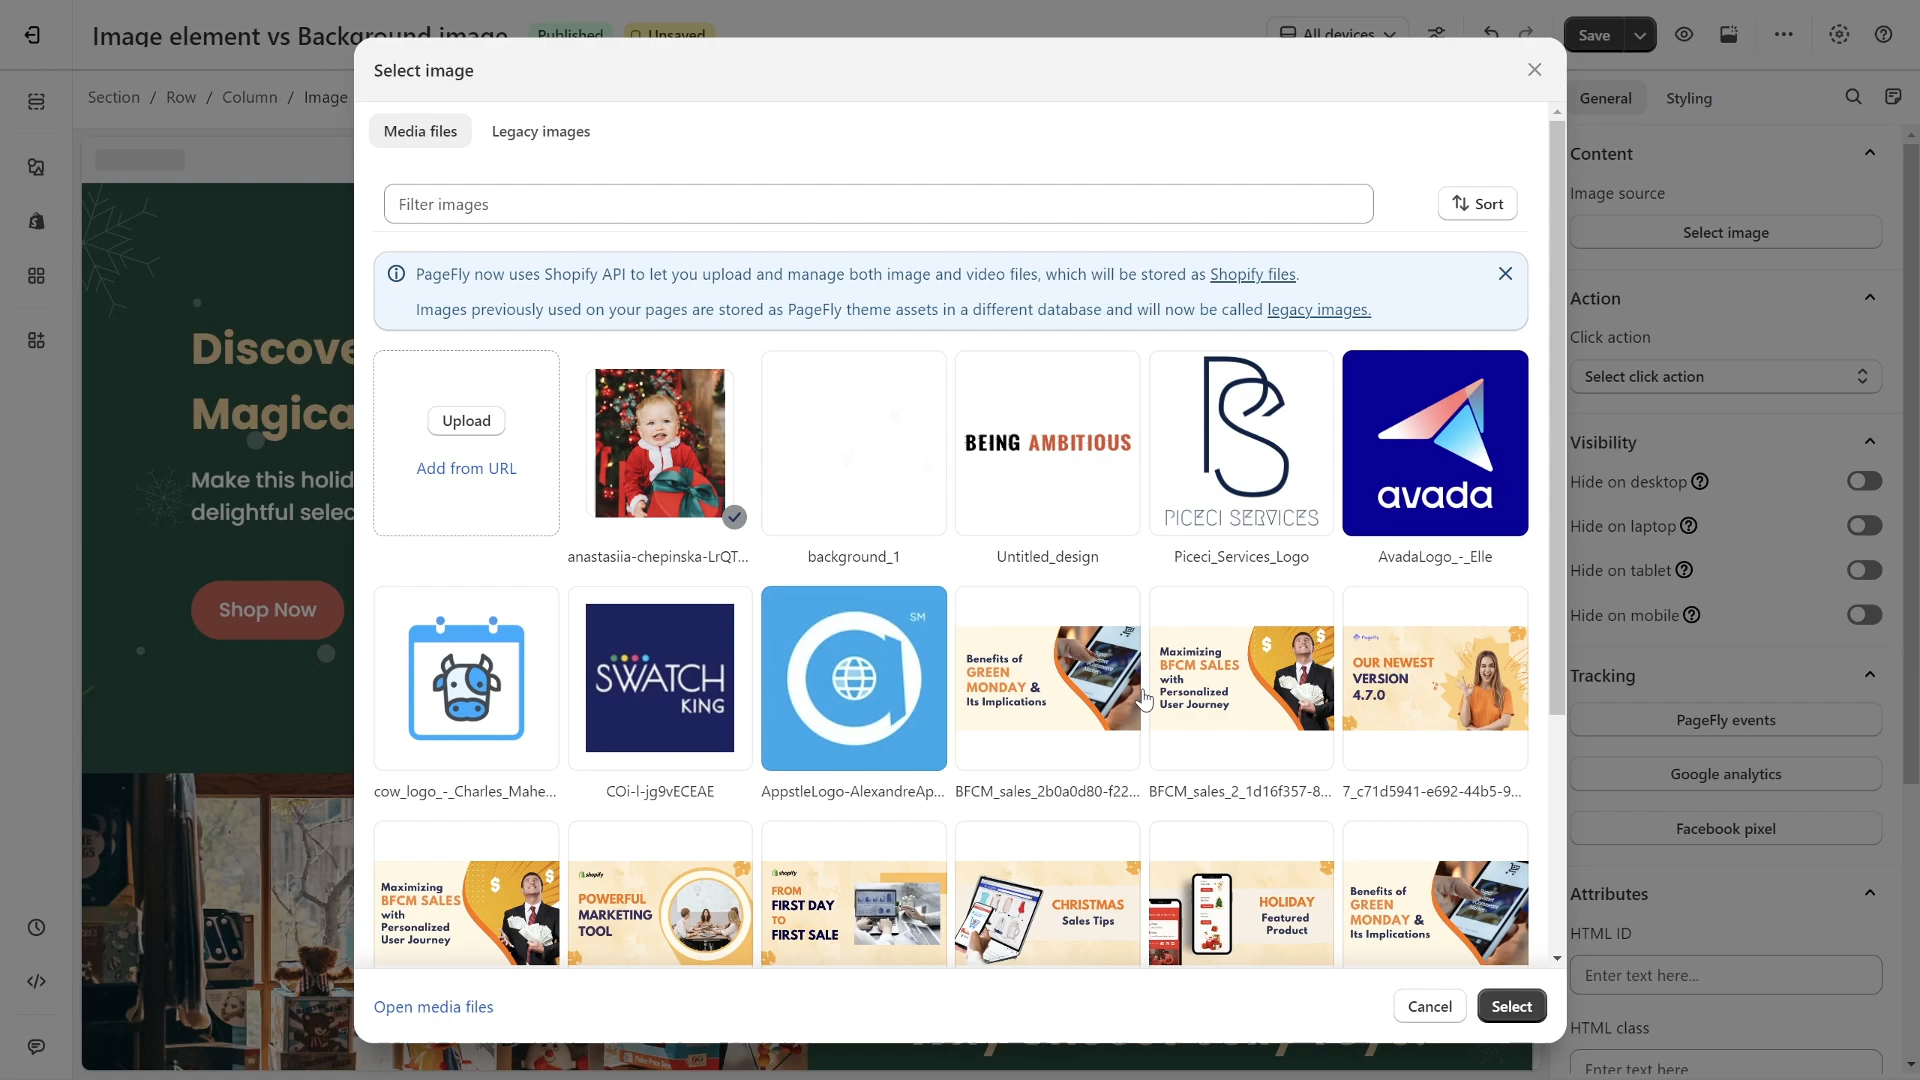 Image element vs Background image
Published
Unsaved
All devices
Save
Section / Row / Column / Image
Select image
General
Styling
Media files
Legacy images
Filter images
Sort
PageFly now uses Shopify API to let you upload and manage both image and video files, which will be stored as Shopify files.
Images previously used on your pages are stored as PageFly theme assets in a different database and will now be called legacy images.
Upload
Add from URL
BEING AMBITIOUS
PICECI SERVICES
avada
anastasiia-chepinska-LrQT...
background_1
Untitled_design
Piceci_Services_Logo
AvadaLogo_-_Elle
SWATCH
KING
SM
Benefits of
GREEN
MONDAY &
Its Implications
Maximizing
BFCM SALES
with
Personalized
User Journey
PageFly
OUR NEWEST
VERSION
4.7.0
cow_logo_-_Charles_Mahe...
COi-l-jg9vECEAE
AppstleLogo-AlexandreAp...
BFCM_sales_2b0a0d80-f22...
BFCM_sales_2_1d16f357-8...
7_c71d5941-e692-44b5-9...
Maximizing
BFCM SALES
with
Personalized
User Journey
shopify
POWERFUL
MARKETING
TOOL
shopify
FROM
FIRST DAY
TO
FIRST SALE
CHRISTMAS
Sales Tips
HOLIDAY
Featured
Product
Benefits of
GREEN
MONDAY &
Its Implications
Open media files
Cancel
Select
Discove
Magica
Make this holid
delightful selec
Shop Now
Content
Image source
Select image
Action
Click action
Select click action
Visibility
Hide on desktop
Hide on laptop
Hide on tablet
Hide on mobile
Tracking
PageFly events
Google analytics
Facebook pixel
Attributes
HTML ID
Enter text here...
HTML class
Enter text here